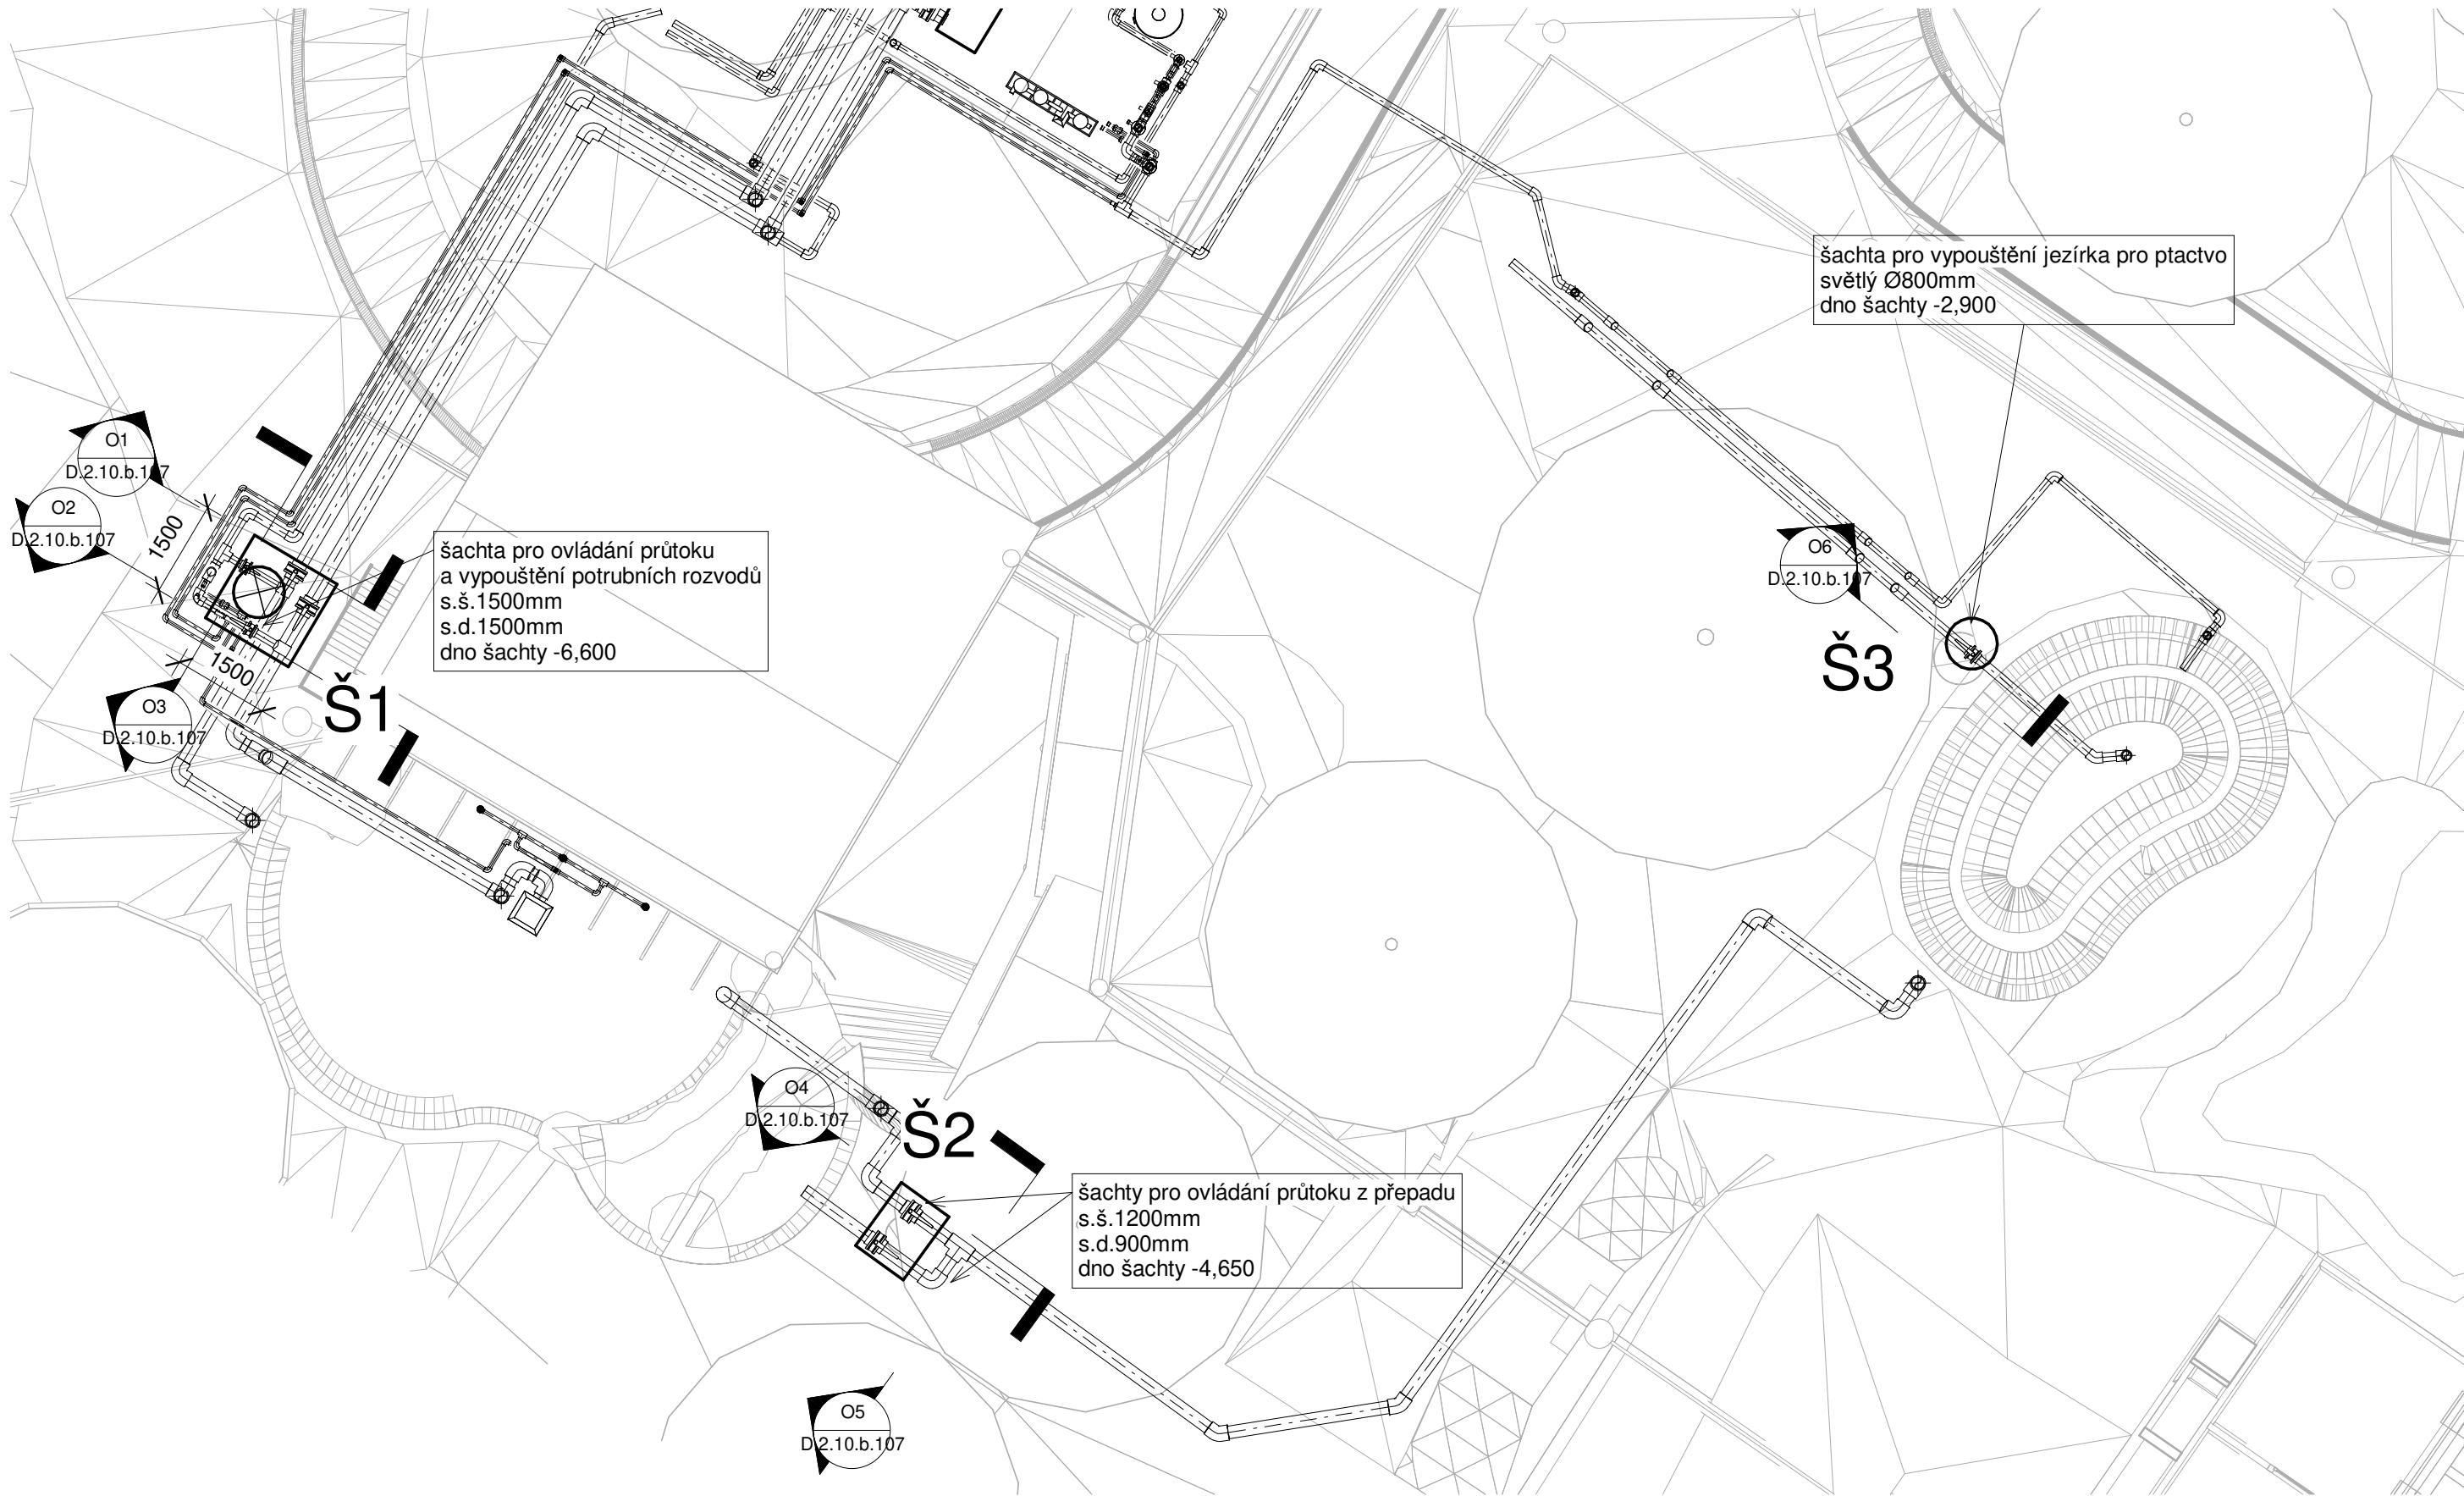 šachta pro vypouštění jezírka pro ptactvo
světlý Ø800mm
dno šachty -2,900
O1
D.2.10.b.107
O2
D.2.10.b.107
1500
šachta pro ovládání průtoku
a vypouštění potrubních rozvodů
s.š.1500mm
s.d.1500mm
dno šachty -6,600
O6
D.2.10.b.107
Š3
1500
Š1
O3
D.2.10.b.107
O4
D.2.10.b.107
Š2
šachty pro ovládání průtoku z přepadu
s.š.1200mm
s.d.900mm
dno šachty -4,650
O5
D.2.10.b.107